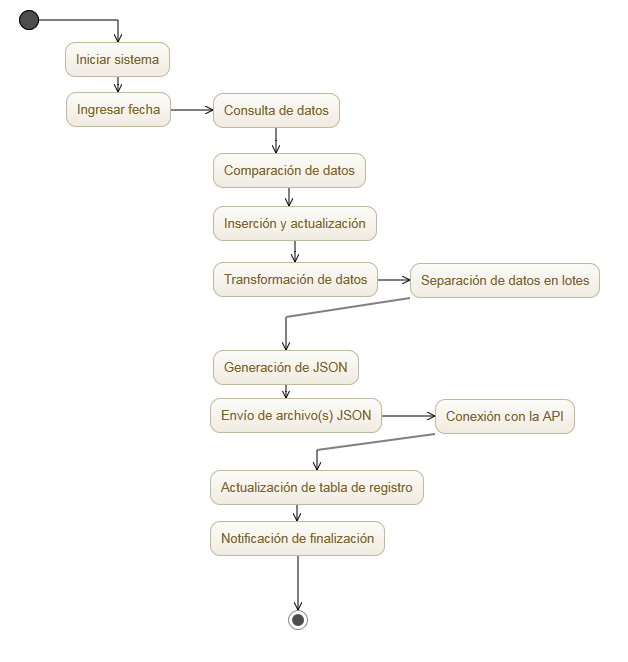 Iniciar sistema
Ingresar fecha
Consulta de datos
Comparación de datos
Inserción y actualización
Transformación de datos
Separación de datos en lotes
Generación de JSON
Envío de archivo(s) JSON
Conexión con la API
Actualización de tabla de registro
Notificación de finalización